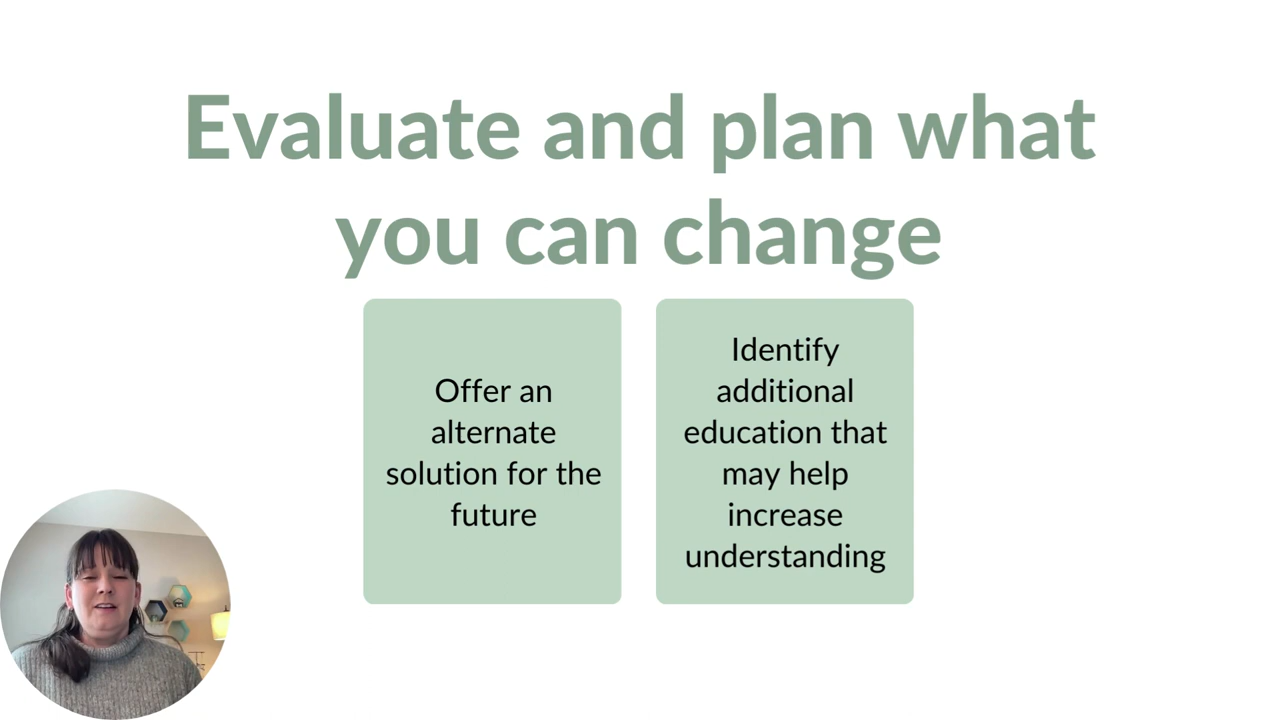 Evaluate and plan what
you can change
Offer an
alternate
solution for the
future
Identify
additional
education that
may help
increase
understanding